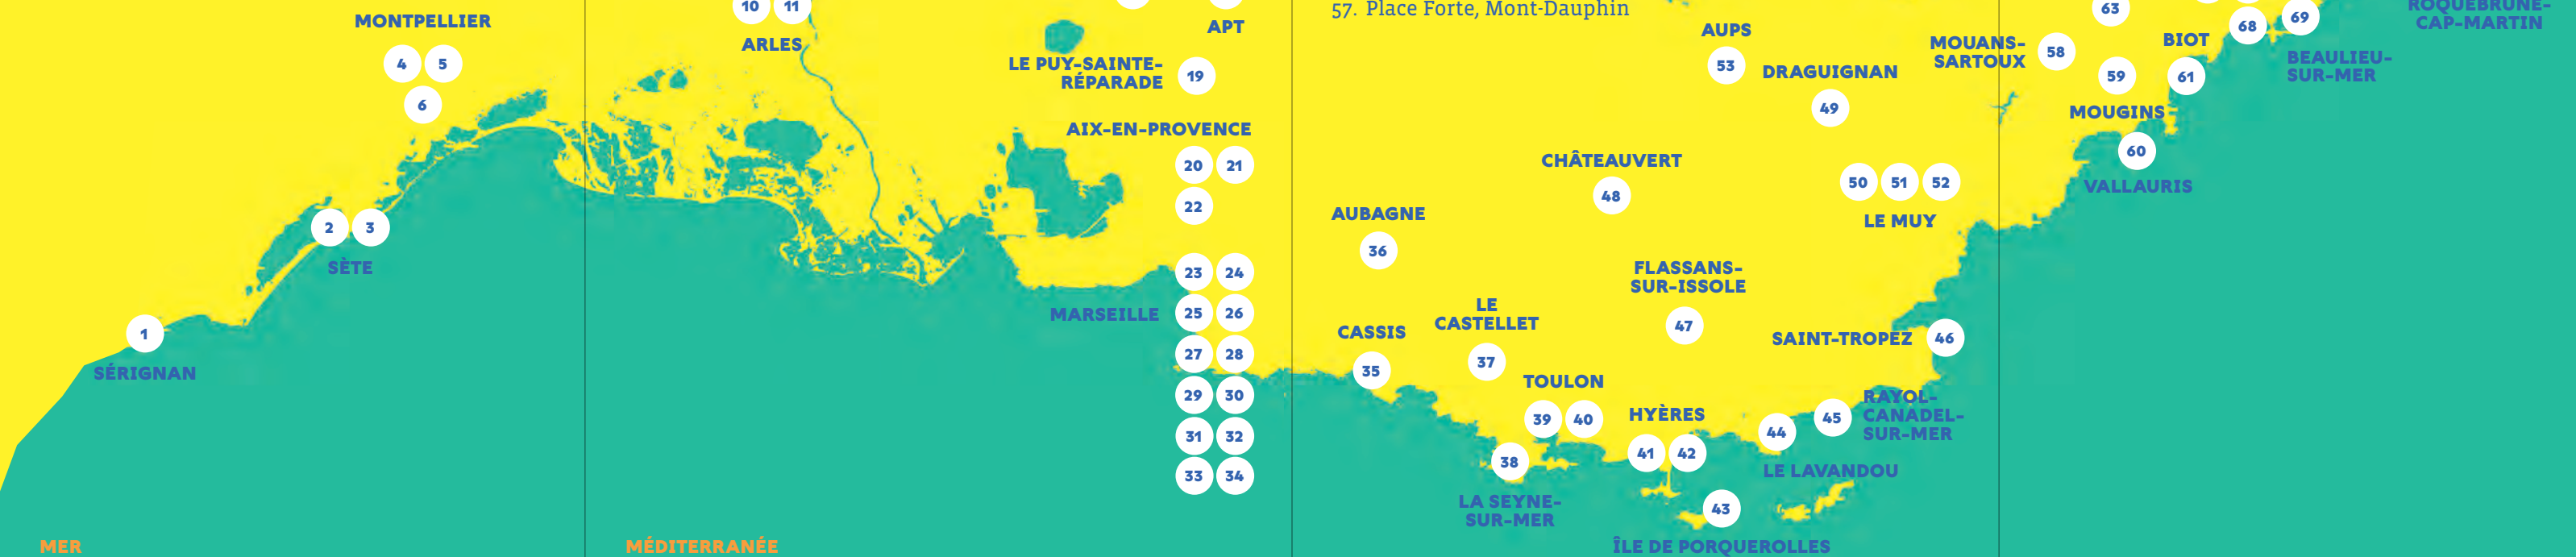 MONTPELLIER
4 5
6
2 3
SÈTE
1
SÉRIGNAN
MER
10 11
ARLES
APT
LE PUY-SAINTE-
RÉPARADE
19
AIX-EN-PROVENCE
20 21
22
MARSEILLE
23 24
25 26
27 28
29 30
31 32
33 34
MÉDITERRANÉE
57. Place Forte, Mont-Dauphin
AUPS
53
DRAGUIGNAN
49
CHÂTEAUVERT
48
50 51 52
LE MUY
AUBAGNE
36
FLASSANS-
SUR-ISSOLE
47
LE
CASTELLET
37
CASSIS
35
SAINT-TROPEZ
46
TOULON
39 40
HYÈRES
41 42
44
45
RAYOL-
CANADEL-
SUR-MER
LE LAVANDOU
38
LA SEYNE-
SUR-MER
43
ÎLE DE PORQUEROLLES
MOUANS-
SARTOUX
58
63
59
MOUGINS
BIOT
61
60
VALLAURIS
68
69
BEAULIEU-
SUR-MER
ROQUEBRUNE-
CAP-MARTIN